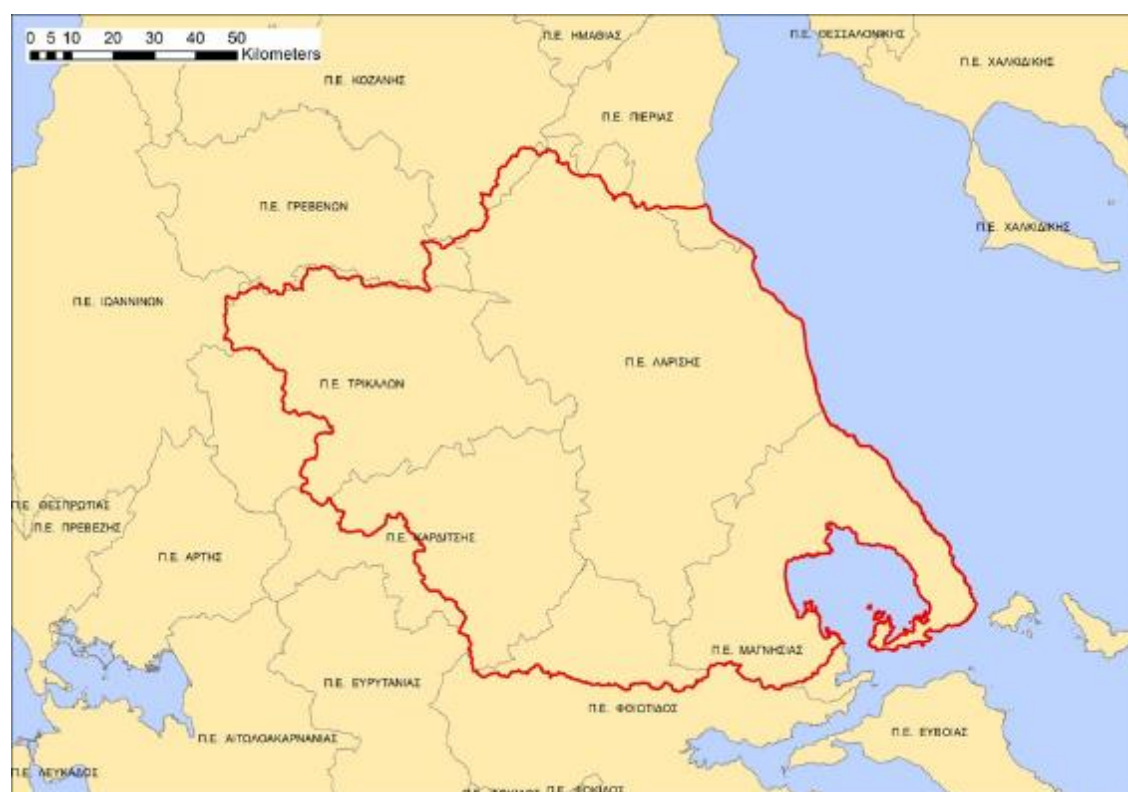 0 5 10 20 30 40 50
Kilometers
Π.Ε. ΗΜΑΘΙΑΣ
Π.Ε. ΘΕΣΣΑΛΟΝΙΚΗΣ
Π.Ε. ΧΑΛΚΙΔΙΚΗΣ
Π.Ε. ΚΟΖΑΝΗΣ
Π.Ε. ΠΙΕΡΙΑΣ
Π.Ε. ΓΡΕΒΕΝΩΝ
Π.Ε. ΧΑΛΚΙΔΙΚΗΣ
Π.Ε. ΙΩΑΝΝΙΝΩΝ
Π.Ε. ΛΑΡΙΣΗΣ
Π.Ε. ΤΡΙΚΑΛΩΝ
Π.Ε. ΘΕΣΠΡΩΤΙΑΣ
Π.Ε. ΠΡΕΒΕΖΗΣ
Π.Ε. ΚΑΡΔΙΤΣΗΣ
Π.Ε. ΑΡΤΗΣ
Π.Ε. ΜΑΓΝΗΣΙΑΣ
Π.Ε. ΕΥΡΥΤΑΝΙΑΣ
Π.Ε. ΦΘΙΩΤΙΔΟΣ
Π.Ε. ΕΥΒΟΙΑΣ
Π.Ε. ΑΙΤΩΛΟΑΚΑΡΝΑΝΙΑΣ
Π.Ε. ΛΕΥΚΑΔΟΣ
Π.Ε. ΦΩΚΙΔΟΣ